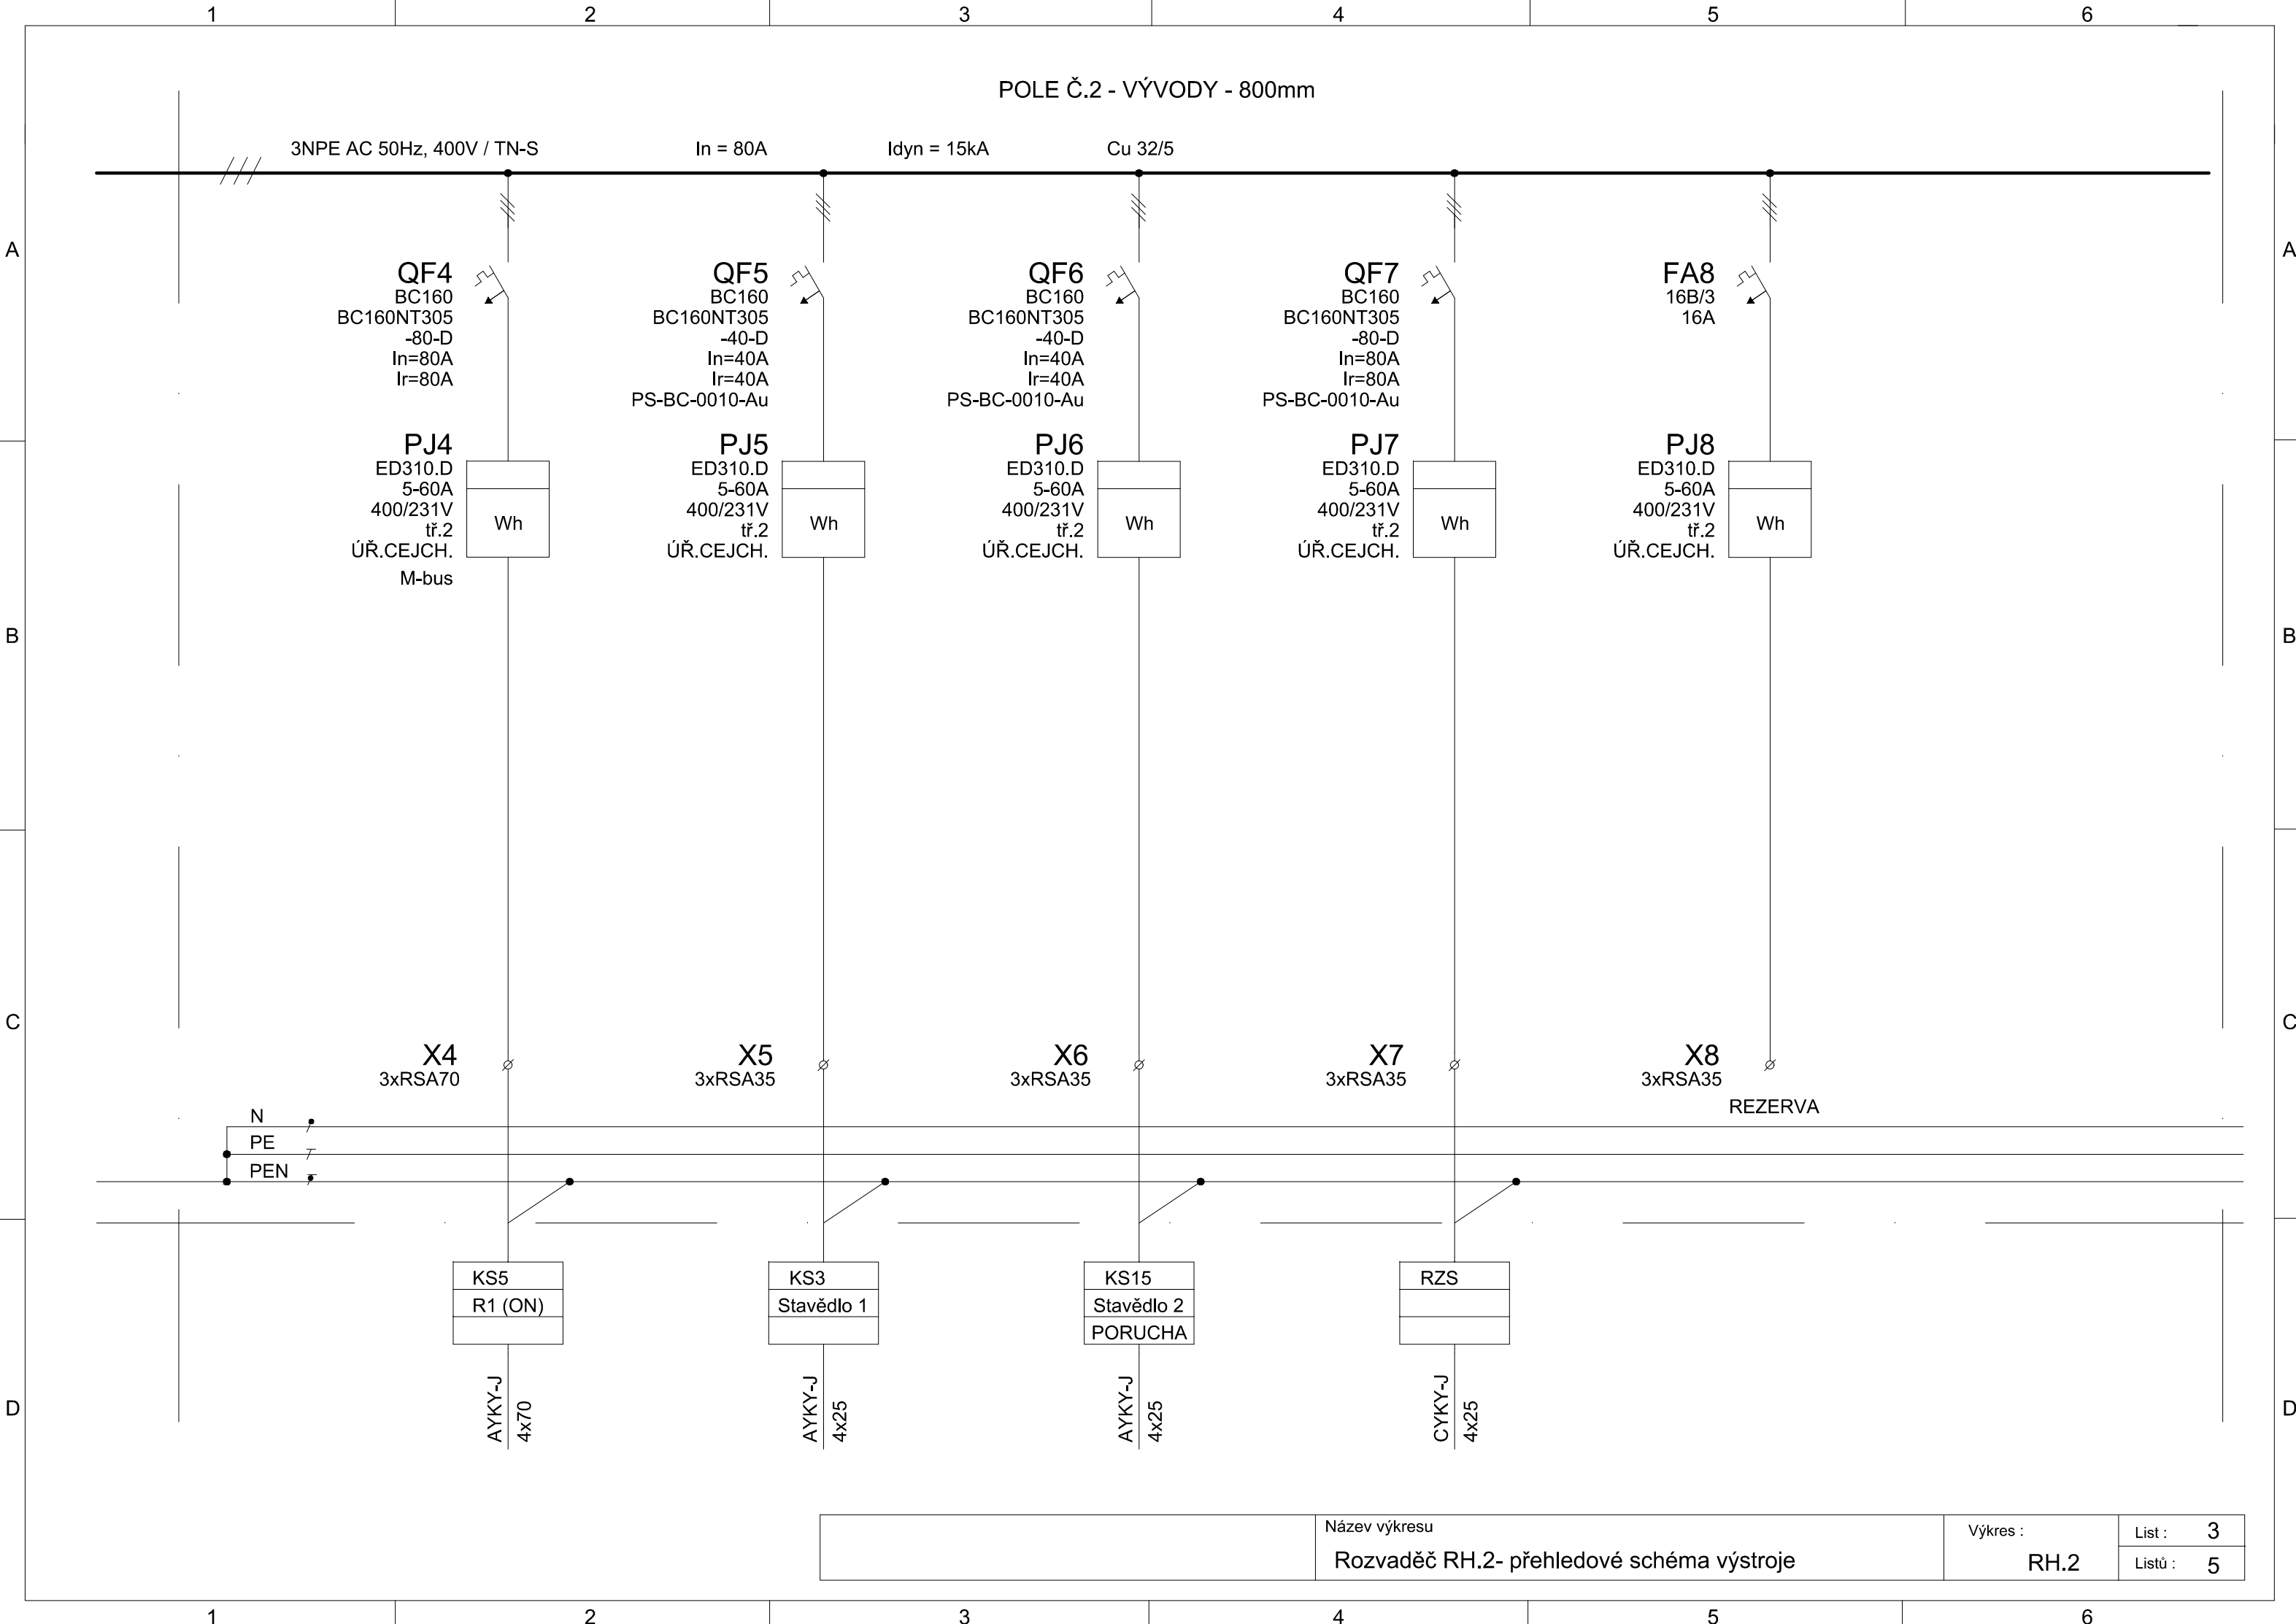 1 2 3 4 5 6
POLE Č.2 - VÝVODY - 800mm
3NPE AC 50Hz, 400V / TN-S In = 80A Idyn = 15kA Cu 32/5
A A
QF4
BC160
BC160NT305
-80-D
In=80A
Ir=80A
QF5
BC160
BC160NT305
-40-D
In=40A
Ir=40A
PS-BC-0010-Au
QF6
BC160
BC160NT305
-40-D
In=40A
Ir=40A
PS-BC-0010-Au
QF7
BC160
BC160NT305
-80-D
In=80A
Ir=80A
PS-BC-0010-Au
FA8
16B/3
16A
PJ4
ED310.D
5-60A
400/231V
tř.2
ÚŘ.CEJCH.
M-bus
Wh
PJ5
ED310.D
5-60A
400/231V
tř.2
ÚŘ.CEJCH.
Wh
PJ6
ED310.D
5-60A
400/231V
tř.2
ÚŘ.CEJCH.
Wh
PJ7
ED310.D
5-60A
400/231V
tř.2
ÚŘ.CEJCH.
Wh
PJ8
ED310.D
5-60A
400/231V
tř.2
ÚŘ.CEJCH.
Wh
B B
C C
X4
3xRSA70
X5
3xRSA35
X6
3xRSA35
X7
3xRSA35
X8
3xRSA35
REZERVA
N
PE
PEN
KS5
R1 (ON)
KS3
Stavědlo 1
KS15
Stavědlo 2
PORUCHA
RZS
D D
AYKY-J
4x70
AYKY-J
4x25
AYKY-J
4x25
CYKY-J
4x25
Název výkresu
Rozvaděč RH.2- přehledové schéma výstroje
Výkres :
RH.2
List : 3
Listů : 5
1 2 3 4 5 6